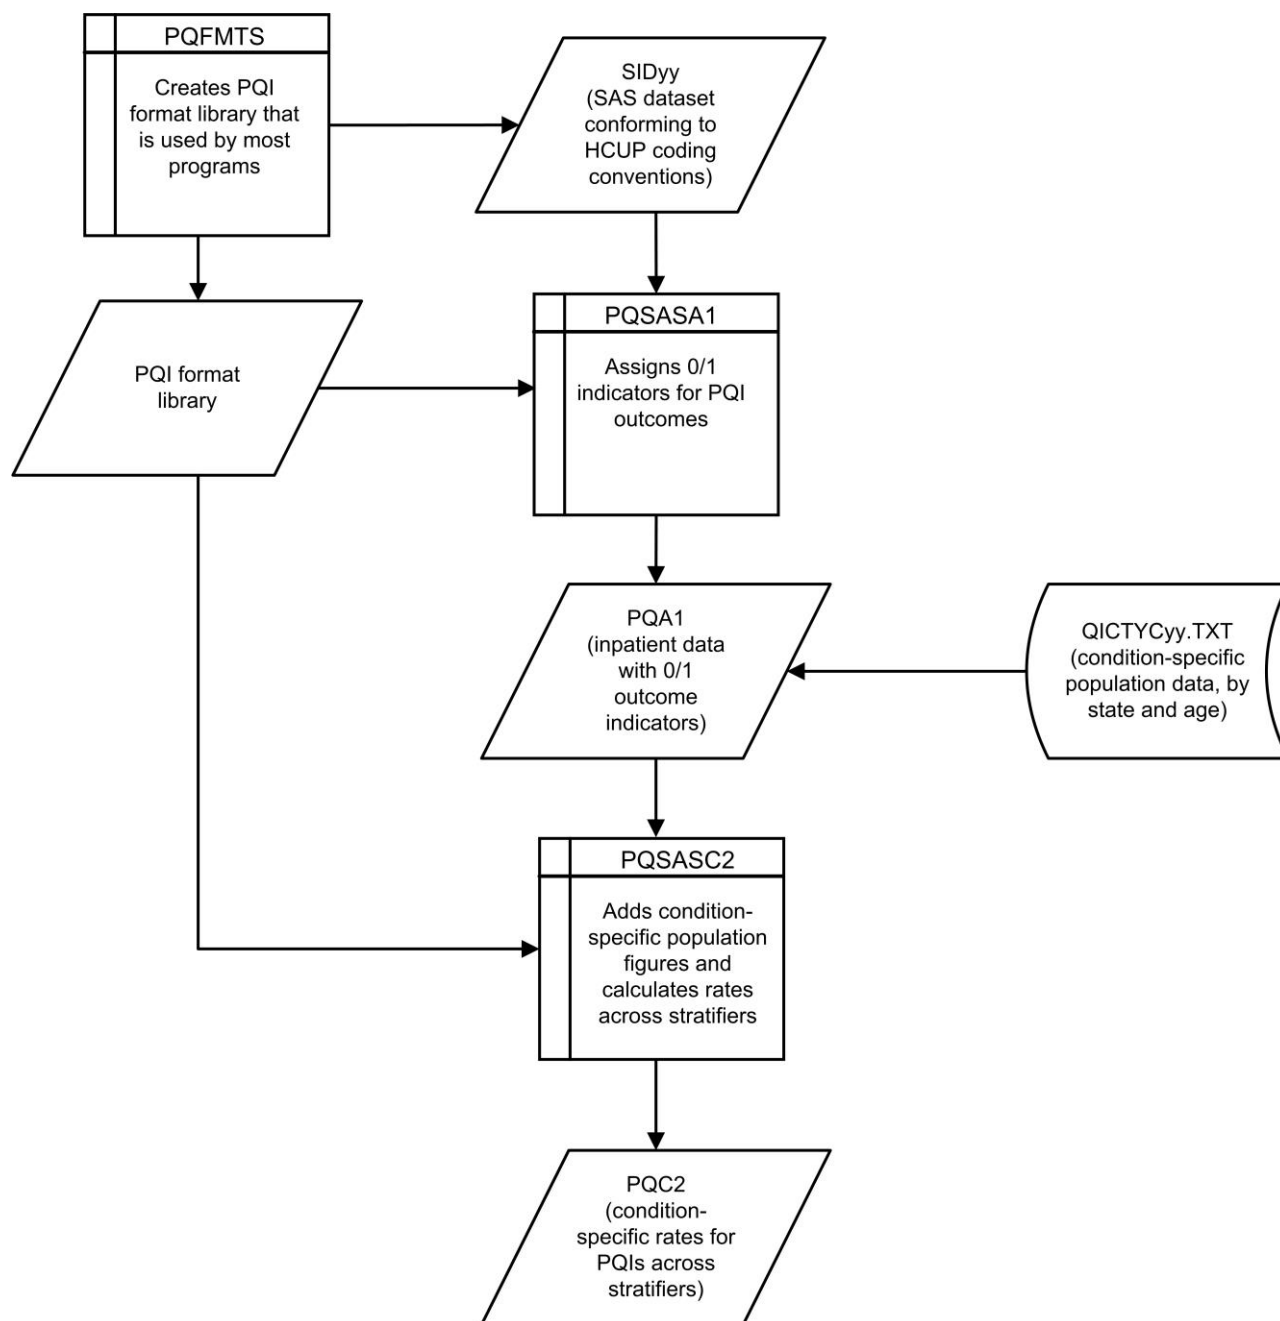 PQFMTS
Creates PQI
format library that
is used by most
programs
SIDyy
(SAS dataset
conforming to
HCUP coding
conventions)
PQI format
library
PQSASA1
Assigns 0/1
indicators for PQI
outcomes
PQA1
(inpatient data
with 0/1
outcome
indicators)
QICTYCyy.TXT
(condition-specific
population data, by
state and age)
PQSASC2
Adds condition-
specific population
figures and
calculates rates
across stratifiers
PQC2
(condition-
specific rates for
PQIs across
stratifiers)